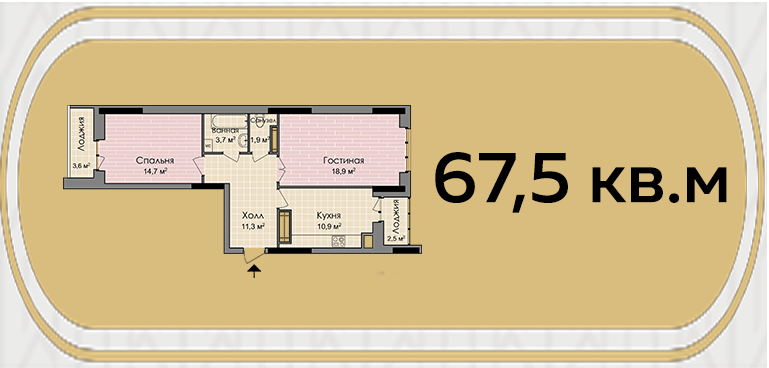 Лоджия
3,6 м²
Спальня
14,7 м²
Ванная
3,7 м²
Санузел
1,9 м²
Гостиная
18,9 м²
Холл
11,3 м²
Кухня
10,9 м²
Лоджия
2,5 м²
67,5 кв.м